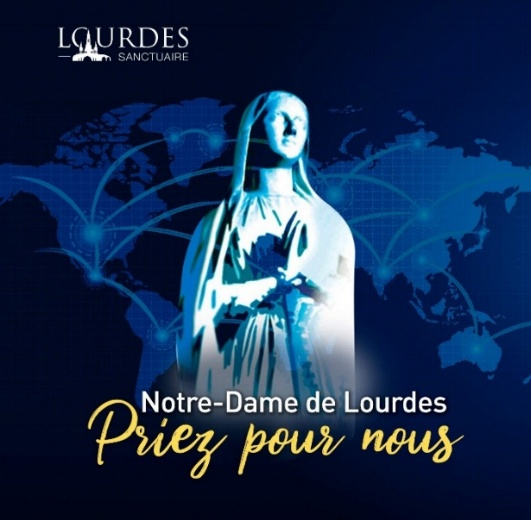 LOURDES
SANCTUAIRE
Notre-Dame de Lourdes
Priez pour nous